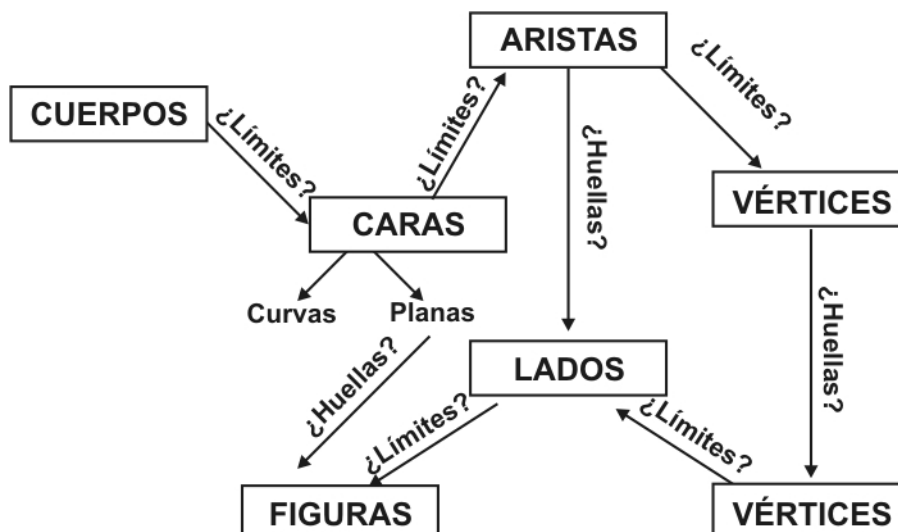 ARISTAS
¿Límites?
CUERPOS
¿Límites?
¿Límites?
¿Huellas?
VÉRTICES
CARAS
Curvas
Planas
¿Huellas?
¿Huellas?
LADOS
¿Límites?
¿Límites?
FIGURAS
VÉRTICES